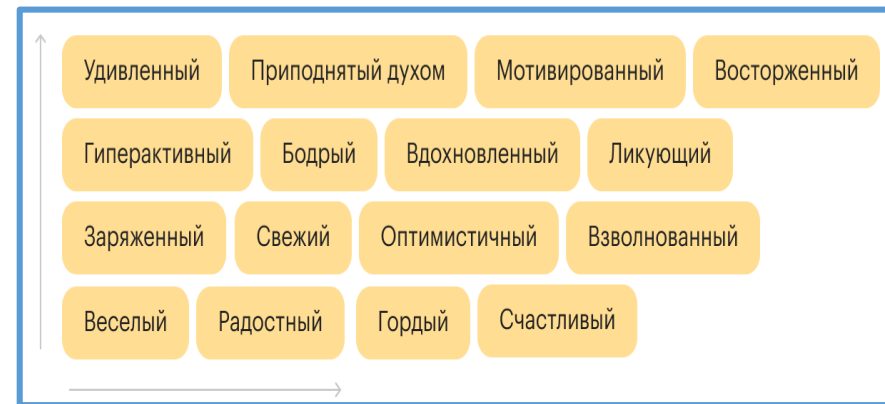 Удивленный Приподнятый духом Мотивированный Восторженный
Гиперактивный Бодрый Вдохновленный Ликующий
Заряженный Свежий Оптимистичный Взволнованный
Веселый Радостный Гордый Счастливый